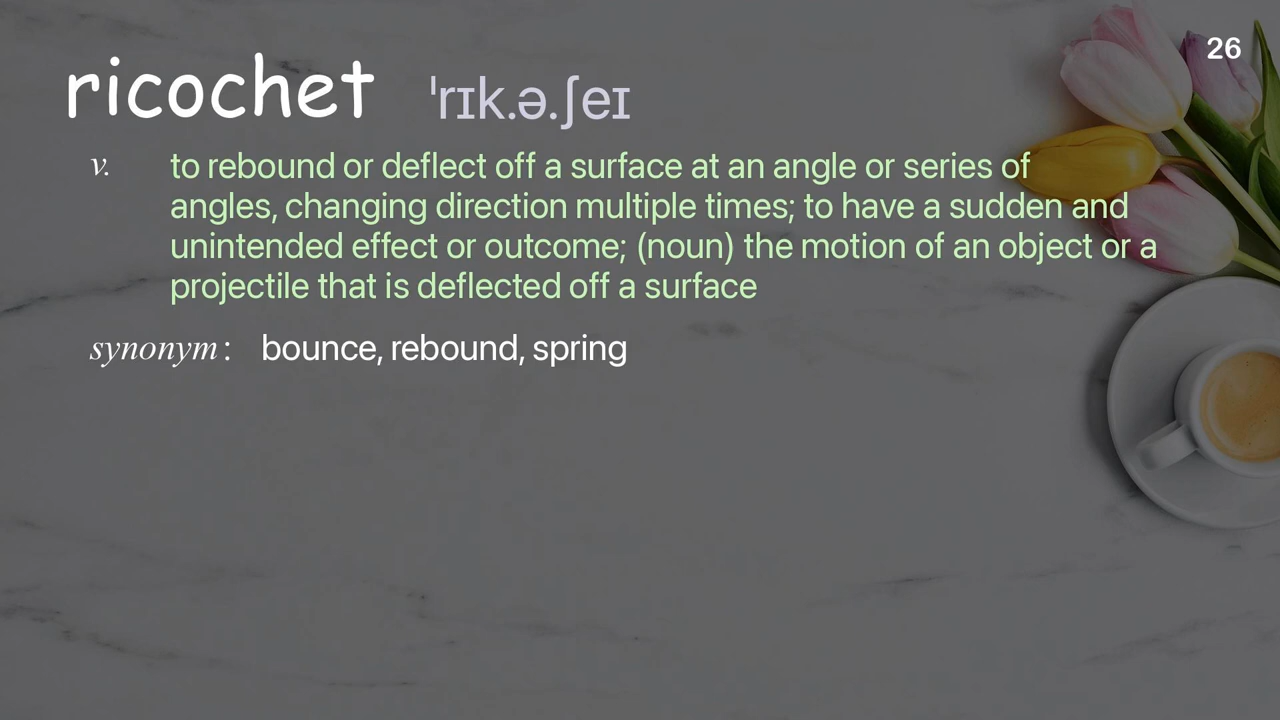 26
ricochet ˈrɪk.ə.ʃeɪ
v. to rebound or deflect off a surface at an angle or series of
angles, changing direction multiple times; to have a sudden and
unintended effect or outcome; (noun) the motion of an object or a
projectile that is deflected off a surface
synonym: bounce, rebound, spring